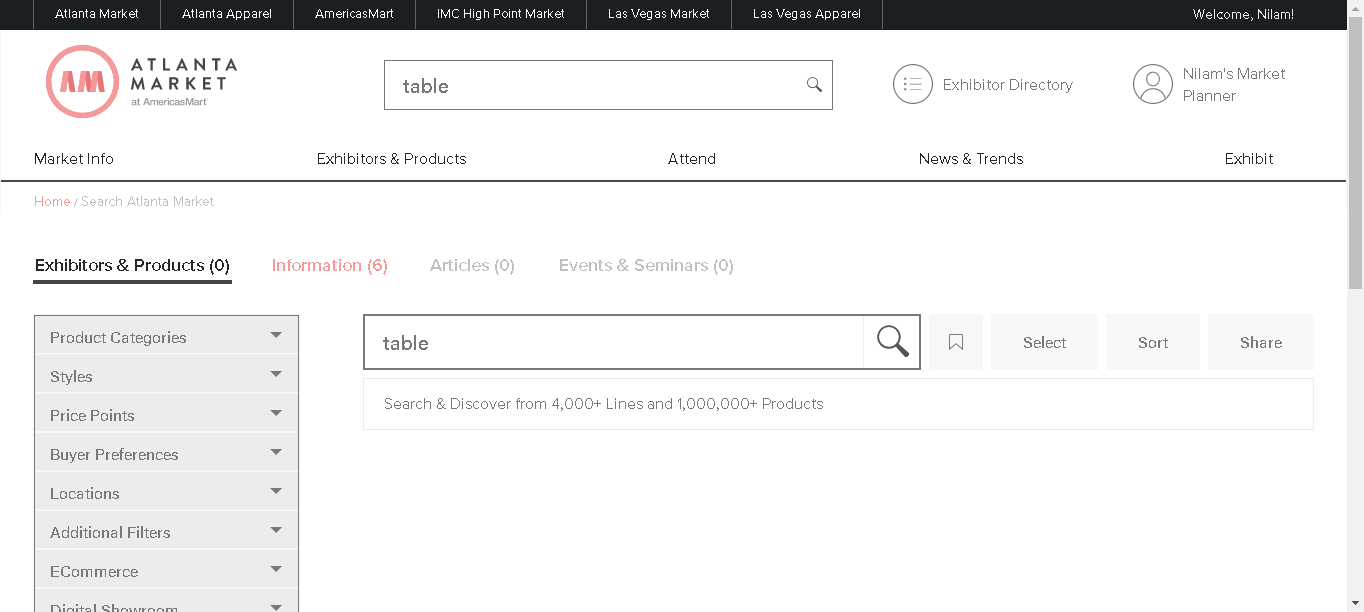 Atlanta Market Atlanta Apparel AmericasMart IMC High Point Market Las Vegas Market Las Vegas Apparel Welcome, Nilam!
AM ATLANTA
MARKET
at AmericasMart
table
Exhibitor Directory
Nilam's Market
Planner
Market Info Exhibitors & Products Attend News & Trends Exhibit
Home / Search Atlanta Market
Exhibitors & Products (0) Information (6) Articles (0) Events & Seminars (0)
Product Categories
Styles
Price Points
Buyer Preferences
Locations
Additional Filters
ECommerce
Digital Showroom
table Select Sort Share
Search & Discover from 4,000+ Lines and 1,000,000+ Products